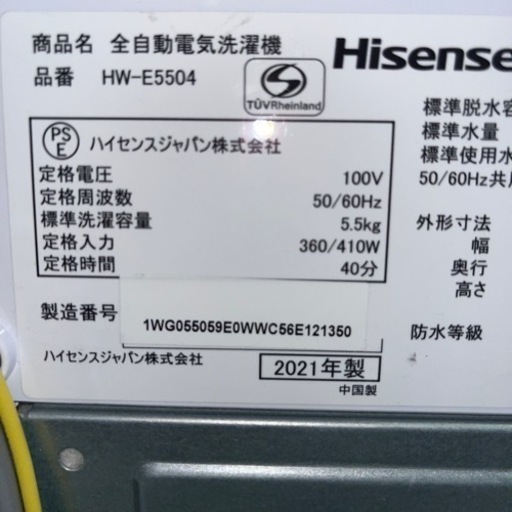 商品名 全自動電気洗濯機
品番 HW-E5504
TÜVRheinland
Hisense
PS
E
ハイセンスジャパン株式会社
定格電圧 100V
定格周波数 50/60Hz
標準洗濯容量 5.5kg
定格入力 360/410W
定格時間 40分
製造番号 1WG055059E0WWC56E121350
ハイセンスジャパン株式会社
2021年製
中国製
標準脱水容
標準水量
標準使用水
50/60Hz共用
外形寸法
幅
奥行
高さ
防水等級